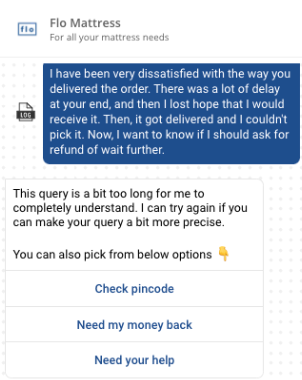 flo
Flo Mattress
For all your mattress needs
I have been very dissatisfied with the way you
delivered the order. There was a lot of delay
at your end, and then I lost hope that I would
receive it. Then, it got delivered and I couldn't
pick it. Now, I want to know if I should ask for
refund of wait further.
LOG
This query is a bit too long for me to
completely understand. I can try again if you
can make your query a bit more precise.
You can also pick from below options 👇
Check pincode
Need my money back
Need your help